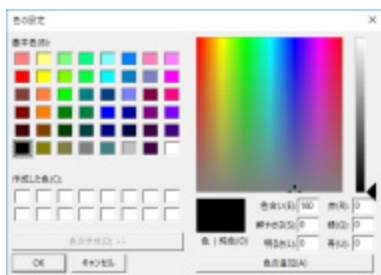 色の設定
基本色(B):
作成した色(C):
色の作成(D) >>
OK キャンセル
色 | 純色(O)
色合い(E): 160 赤(R): 0
鮮やかさ(S): 0 緑(G): 0
明るさ(L): 0 青(U): 0
色の追加(A)